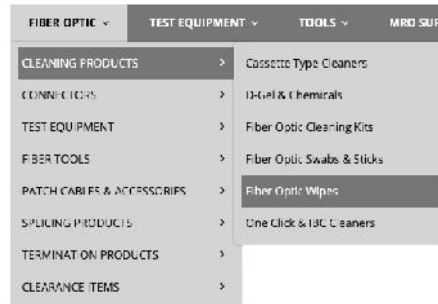 FIBER OPTIC
TEST EQUIPMENT
TOOLS
MRO SUP
CLEANING PRODUCTS
CONNECTORS
TEST EQUIPMENT
FIBER TOOLS
PATCH CABLES & ACCESSORIES
SPLICING PRODUCTS
TERMINATION PRODUCTS
CLEARANCE ITEMS
Cassette Type Cleaners
D-Gel & Chemicals
Fiber Optic Cleaning Kits
Fiber Optic Swabs & Sticks
Fiber Optic Wipes
One Click & IBC Cleaners